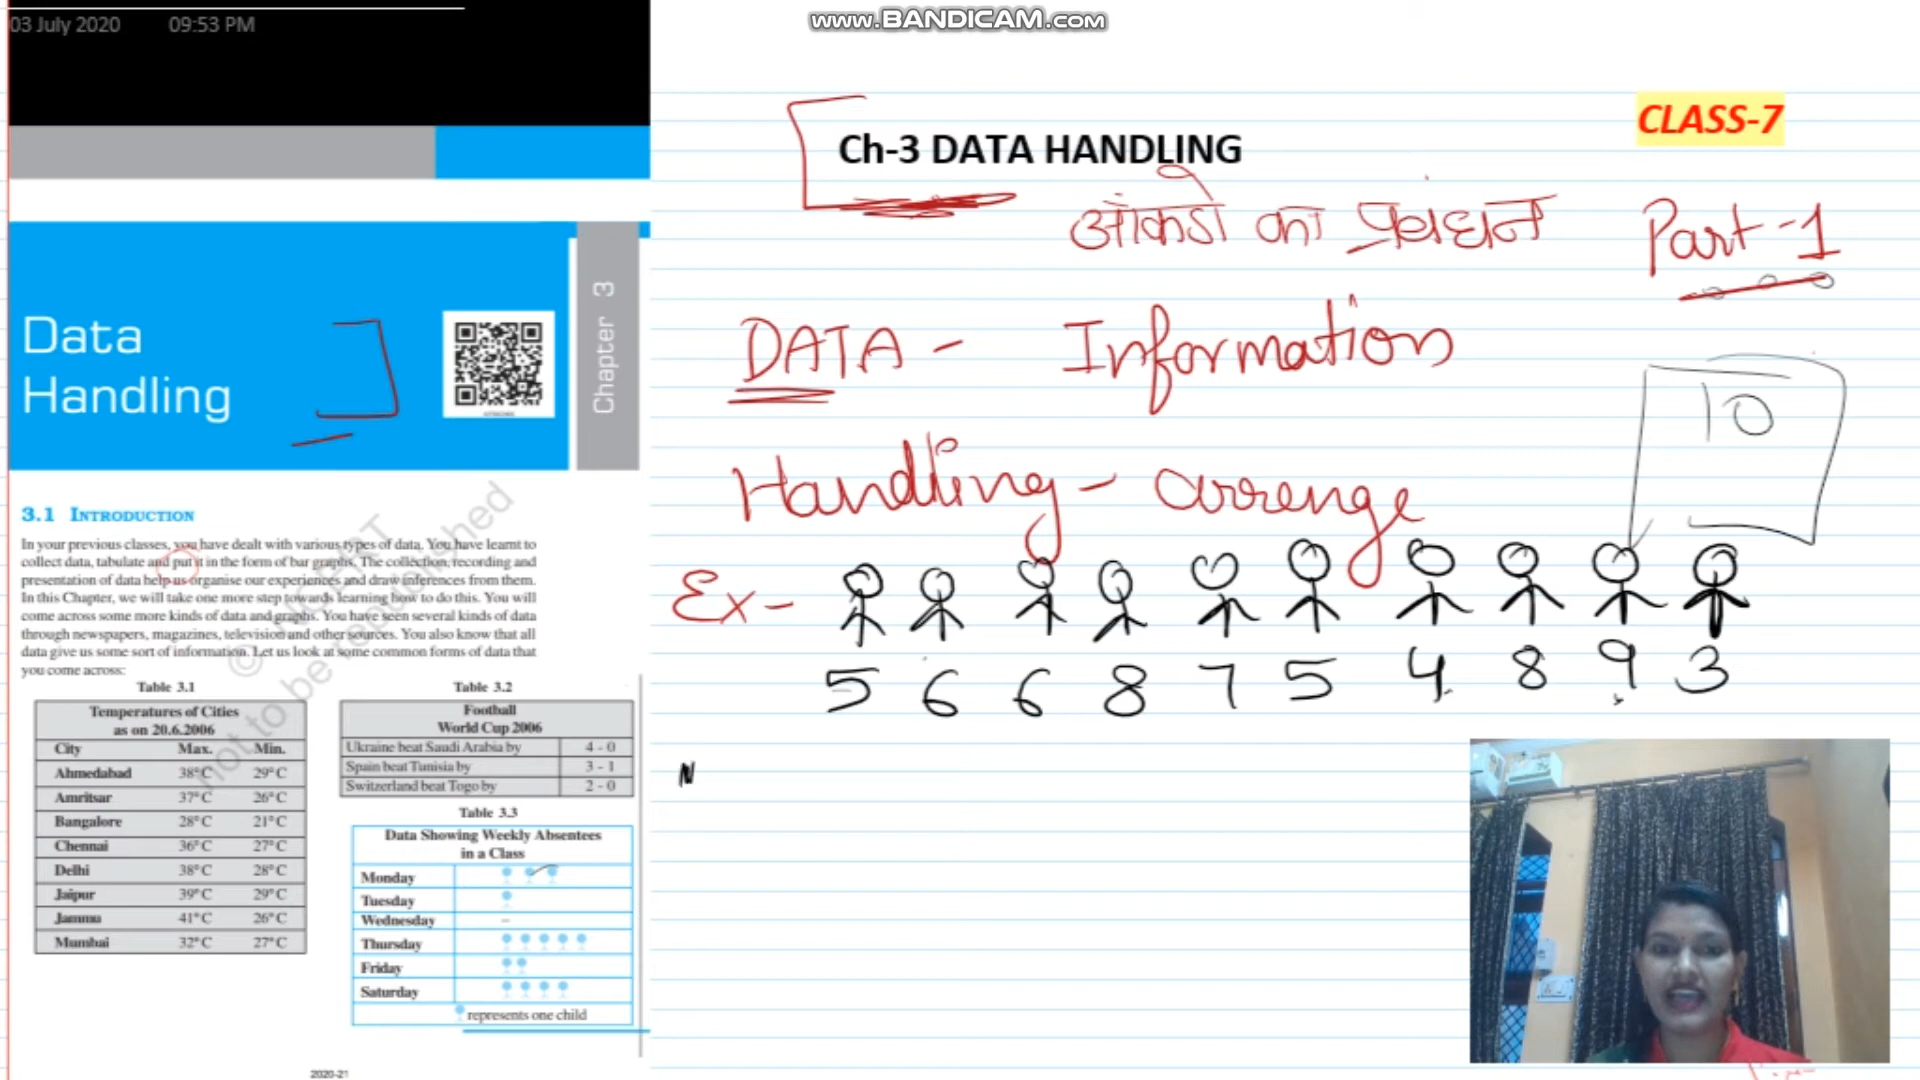 03 July 2020 09:53 PM
www.BANDICAM.com
CLASS-7
Ch-3 DATA HANDLING
आंकडो का प्रबंधन
Part-1
DATA - Information
10
Handling - arrenge
Ex-
5 6 6 8 7 5 4 8 9 3
N
Data
Handling
Chapter 3
3.1 INTRODUCTION
In your previous classes, you have dealt with various types of data. You have learnt to
collect data, tabulate and put it in the form of bar graphs. The collection, recording and
presentation of data help us organise our experiences and draw inferences from them.
In this Chapter, we will take one more step towards learning how to do this. You will
come across some more kinds of data and graphs. You have seen several kinds of data
through newspapers, magazines, television and other sources. You also know that all
data give us some sort of information. Let us look at some common forms of data that
you come across:
© NCERT
not to be republished
Table 3.1
Temperatures of Cities
as on 20.6.2006
City Max. Min.
Ahmedabad 38°C 29°C
Amritsar 37°C 26°C
Bangalore 28°C 21°C
Chennai 36°C 27°C
Delhi 38°C 28°C
Jaipur 39°C 29°C
Jammu 41°C 26°C
Mumbai 32°C 27°C
Table 3.2
Football
World Cup 2006
Ukraine beat Saudi Arabia by 4 - 0
Spain beat Tunisia by 3 - 1
Switzerland beat Togo by 2 - 0
Table 3.3
Data Showing Weekly Absentees
in a Class
Monday
Tuesday
Wednesday -
Thursday
Friday
Saturday
represents one child
2020-21